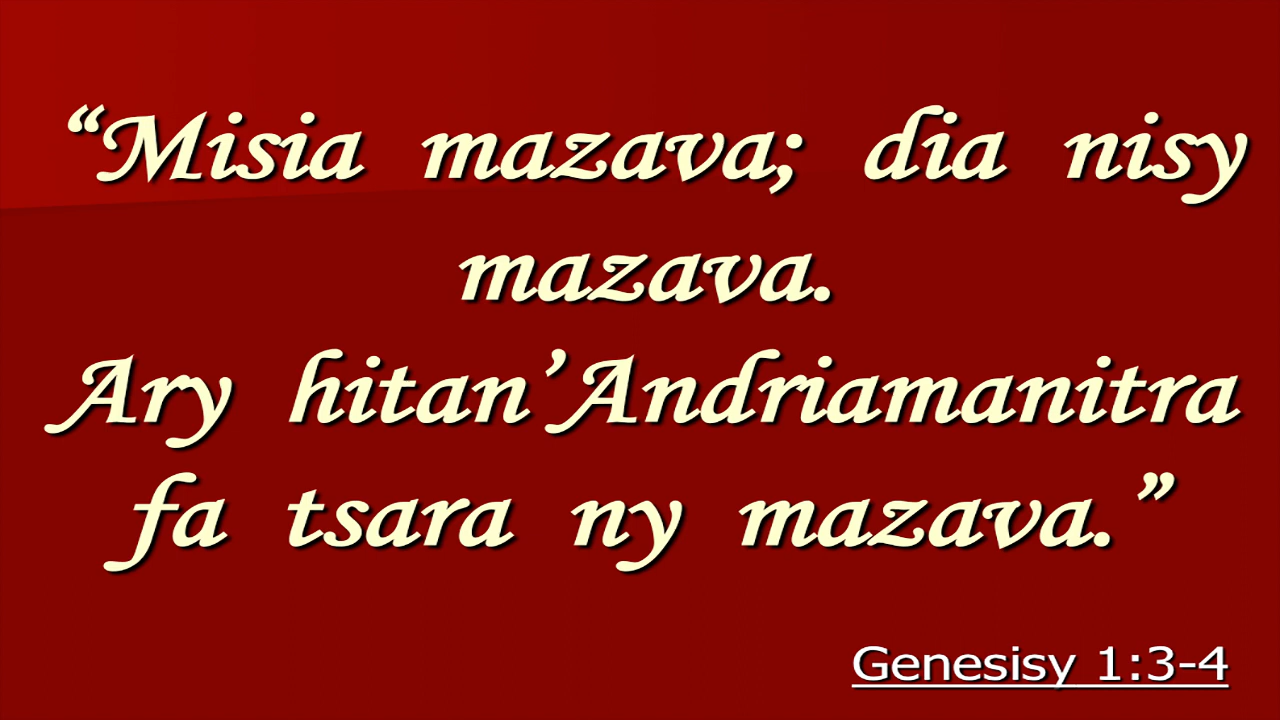 “Misia mazava; dia nisy
mazava.
Ary hitan’Andriamanitra
fa tsara ny mazava.”
Genesisy 1:3-4